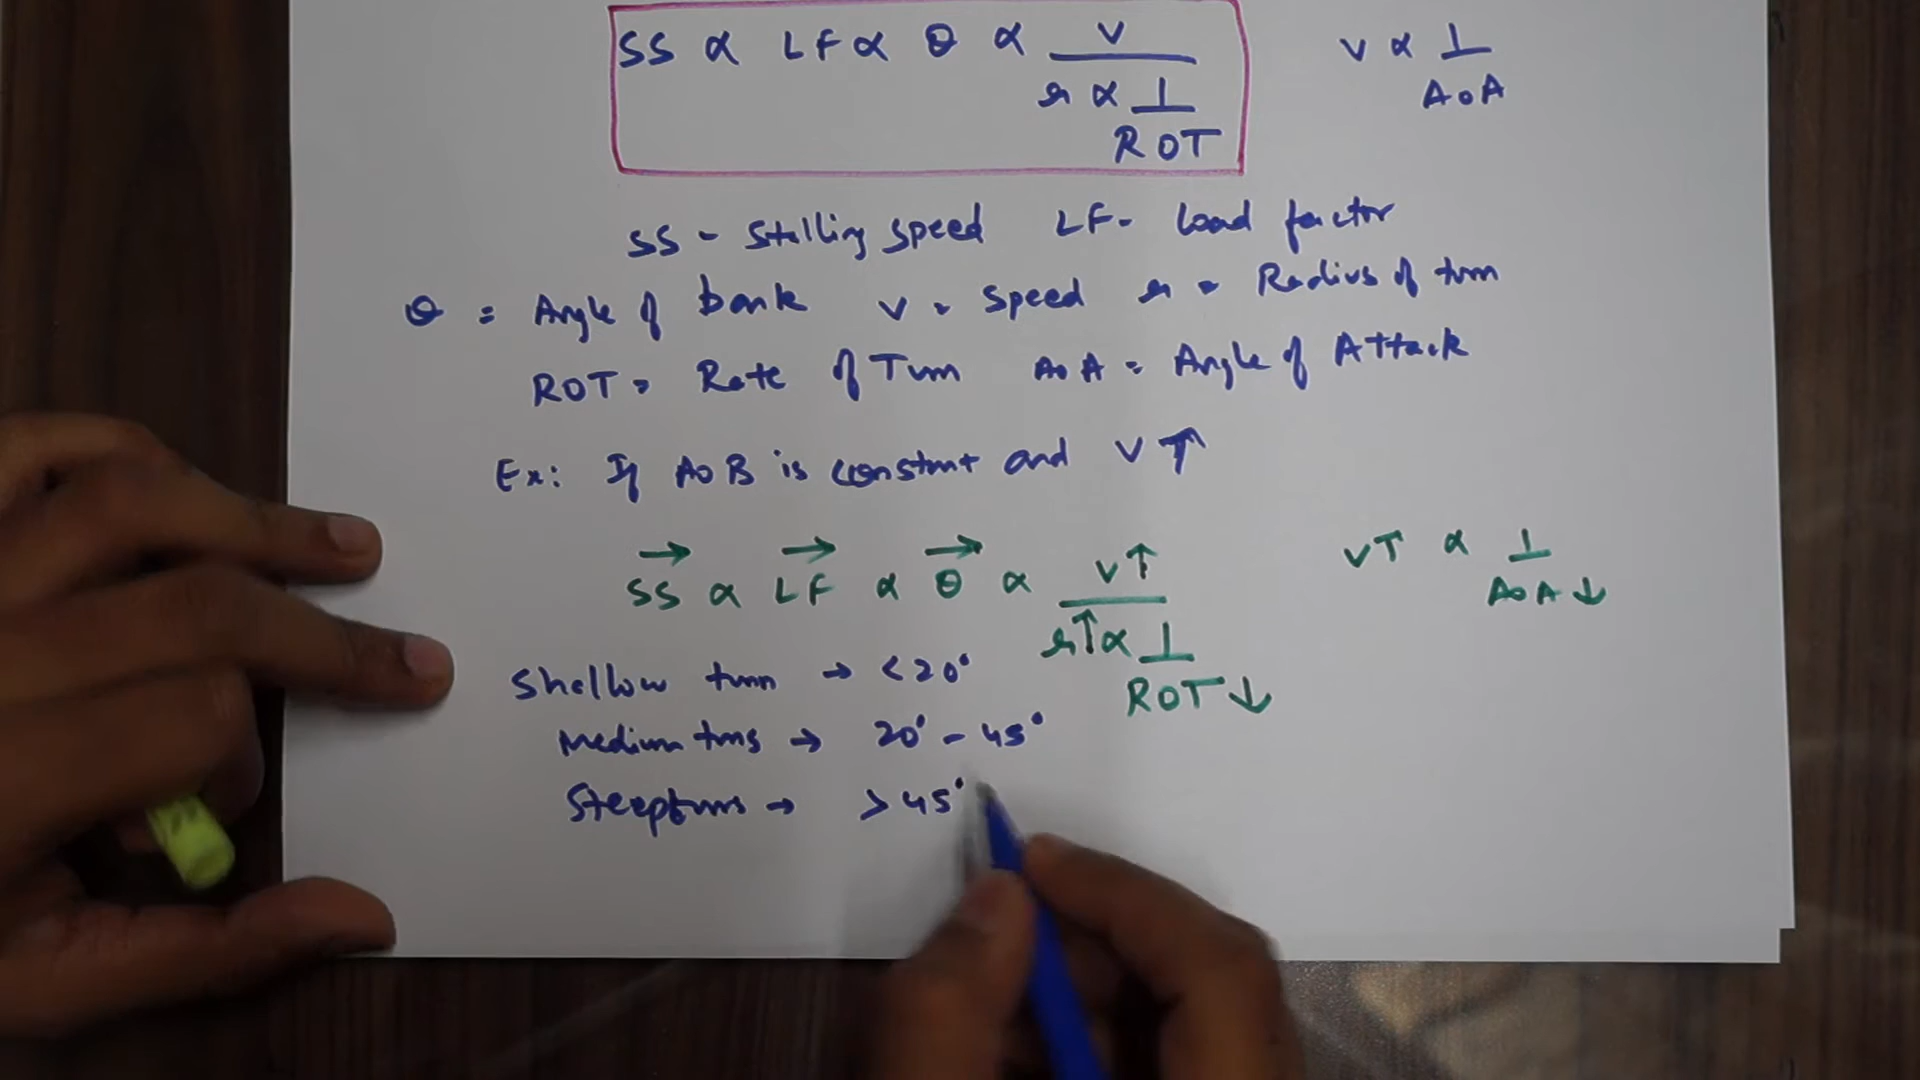 SS ∝ LF ∝ θ ∝ v / r ∝ 1 / ROT
v ∝ 1 / AoA
SS - Stalling speed LF - Load factor
θ = Angle of bank v = Speed r = Radius of turn
ROT = Rate of Turn AoA = Angle of Attack
Ex: If AoB is constant and v ↑
→SS ∝ →LF ∝ →θ ∝ v↑ / r↑ ∝ 1 / ROT ↓
v↑ ∝ 1 / AoA ↓
Shallow turn → < 20°
Medium turns → 20° - 45°
Steepturns → > 45°